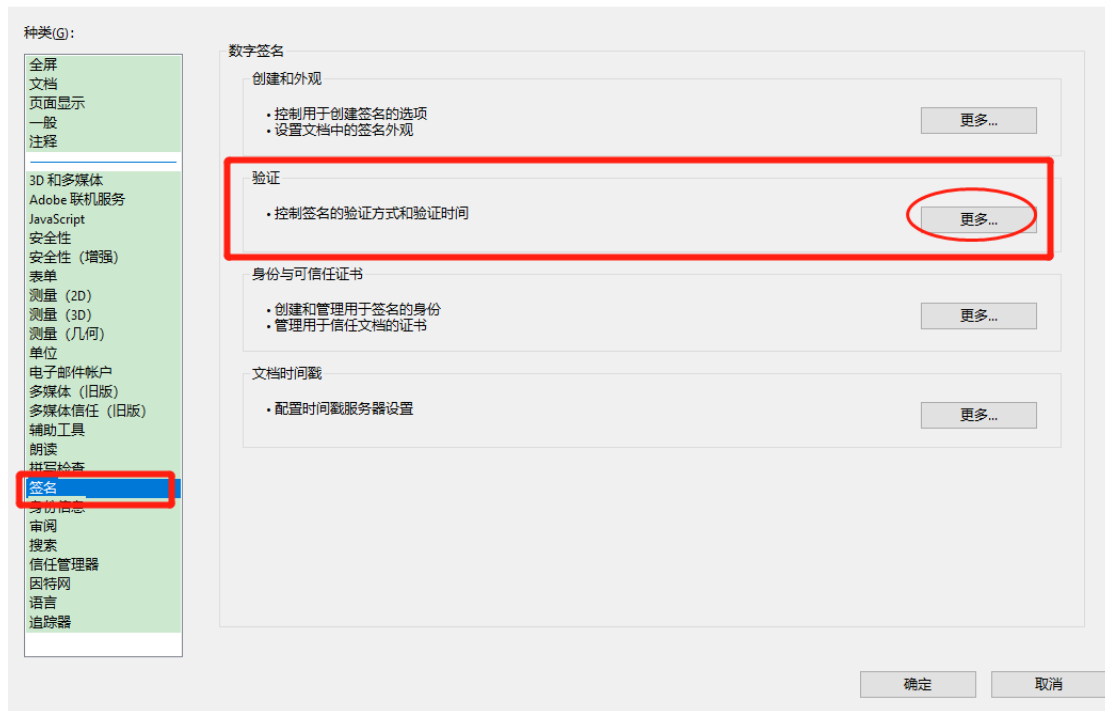 种类(G):
全屏
文档
页面显示
一般
注释
3D 和多媒体
Adobe 联机服务
JavaScript
安全性
安全性 (增强)
表单
测量 (2D)
测量 (3D)
测量 (几何)
单位
电子邮件帐户
多媒体 (旧版)
多媒体信任 (旧版)
辅助工具
朗读
拼写检查
签名
身份信息
审阅
搜索
信任管理器
因特网
语言
追踪器
数字签名
创建和外观
•控制用于创建签名的选项
•设置文档中的签名外观
更多...
验证
•控制签名的验证方式和验证时间
更多...
身份与可信任证书
•创建和管理用于签名的身份
•管理用于信任文档的证书
更多...
文档时间戳
•配置时间戳服务器设置
更多...
确定
取消